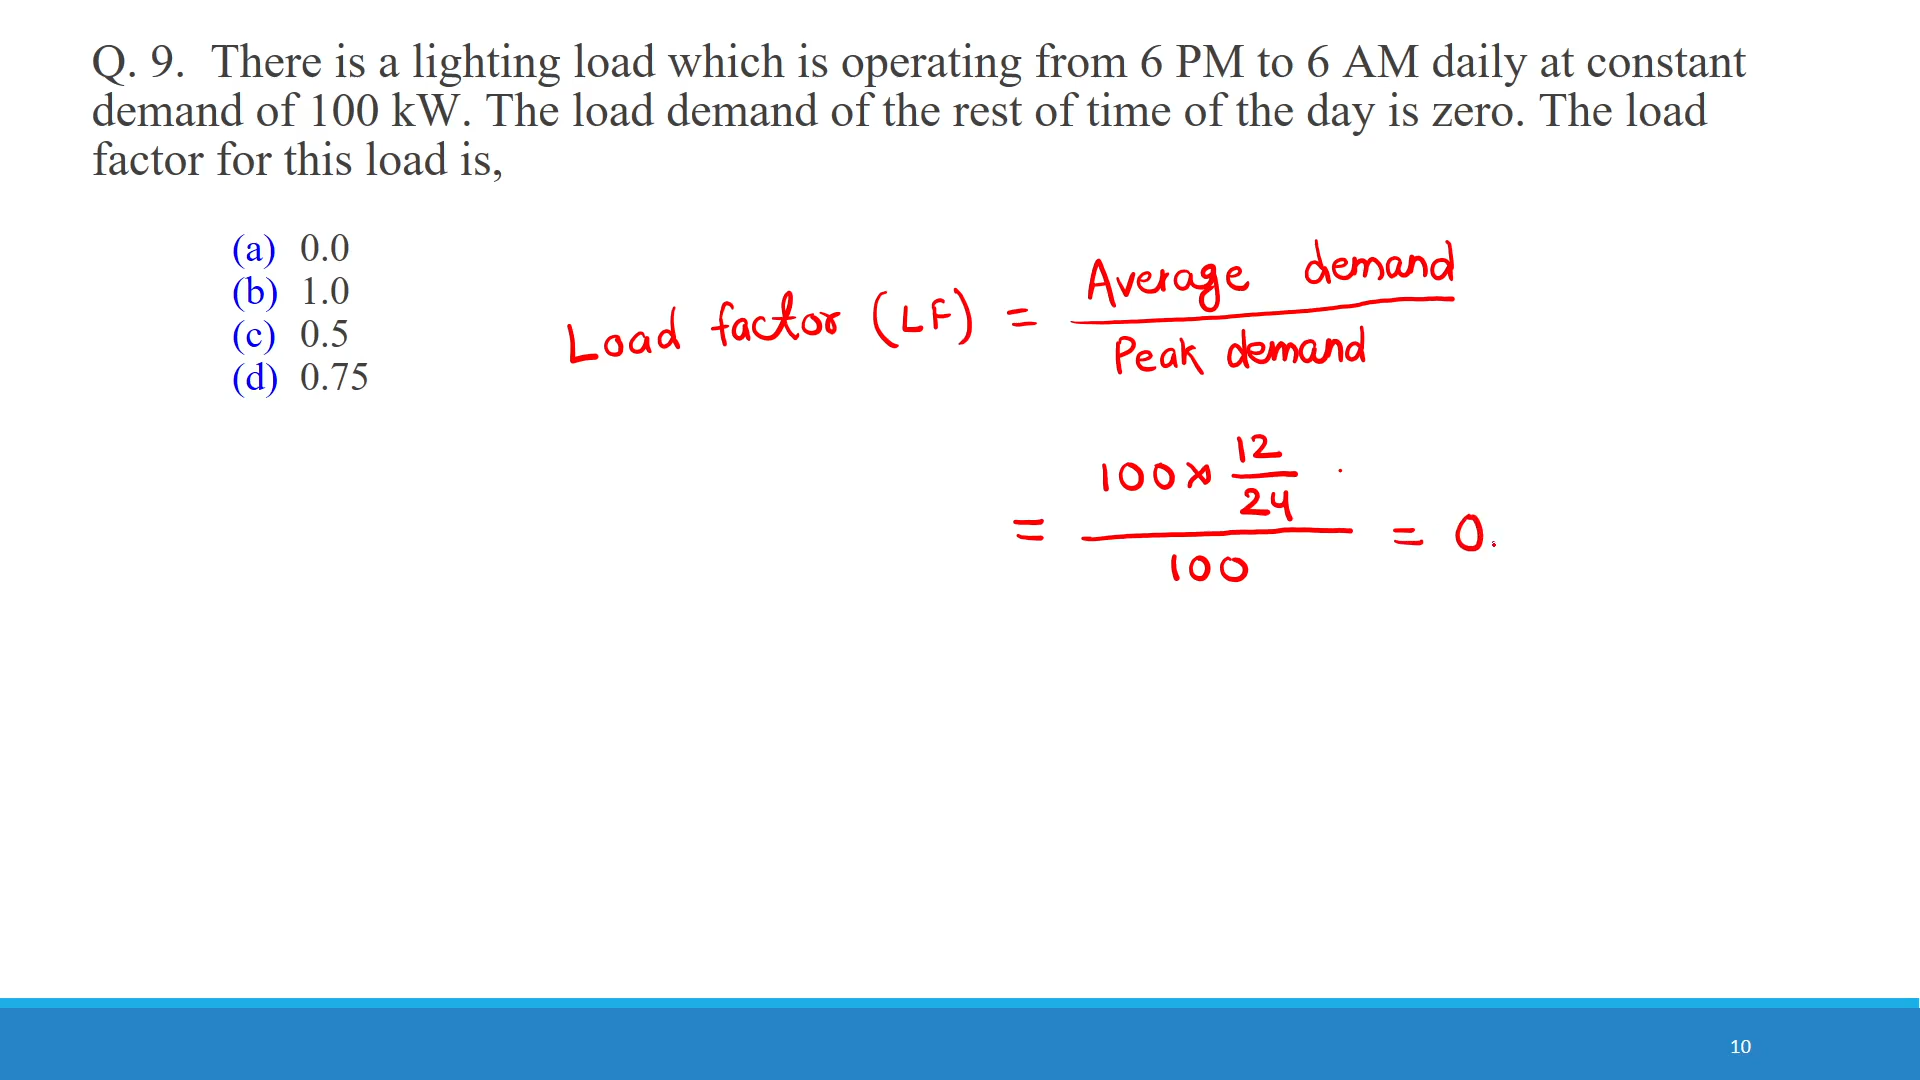 Q. 9. There is a lighting load which is operating from 6 PM to 6 AM daily at constant
demand of 100 kW. The load demand of the rest of time of the day is zero. The load
factor for this load is,
(a) 0.0
(b) 1.0
(c) 0.5
(d) 0.75
Load factor (LF) = Average demand / Peak demand
= 100 × 12/24 / 100 = 0.
10